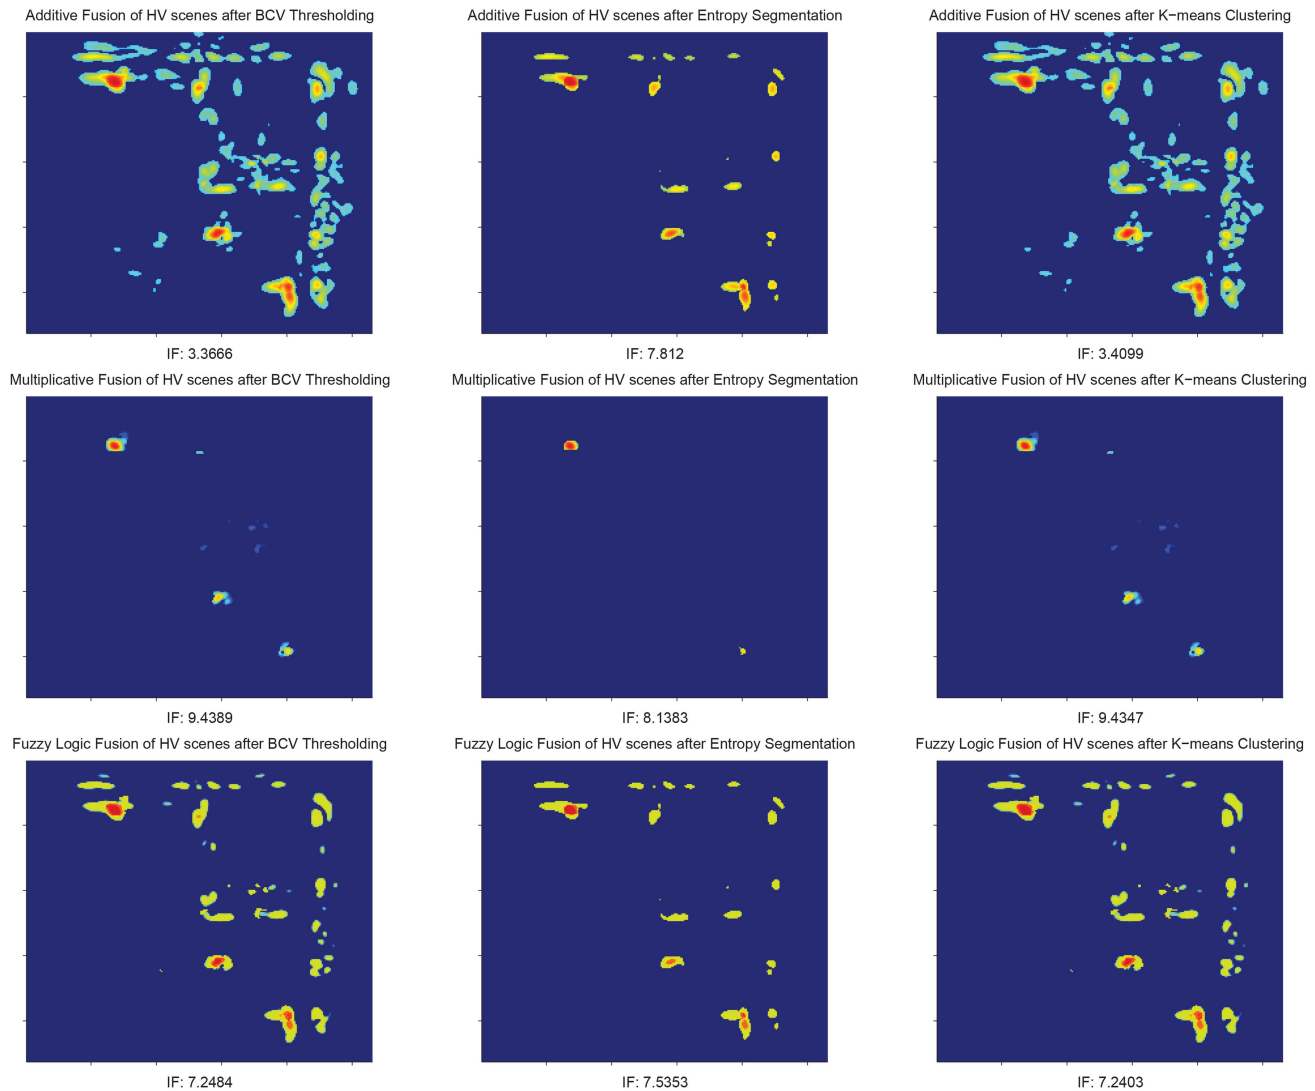 Additive Fusion of HV scenes after BCV Thresholding
Additive Fusion of HV scenes after Entropy Segmentation
Additive Fusion of HV scenes after K−means Clustering
IF: 3.3666
IF: 7.812
IF: 3.4099
Multiplicative Fusion of HV scenes after BCV Thresholding
Multiplicative Fusion of HV scenes after Entropy Segmentation
Multiplicative Fusion of HV scenes after K−means Clustering
IF: 9.4389
IF: 8.1383
IF: 9.4347
Fuzzy Logic Fusion of HV scenes after BCV Thresholding
Fuzzy Logic Fusion of HV scenes after Entropy Segmentation
Fuzzy Logic Fusion of HV scenes after K−means Clustering
IF: 7.2484
IF: 7.5353
IF: 7.2403